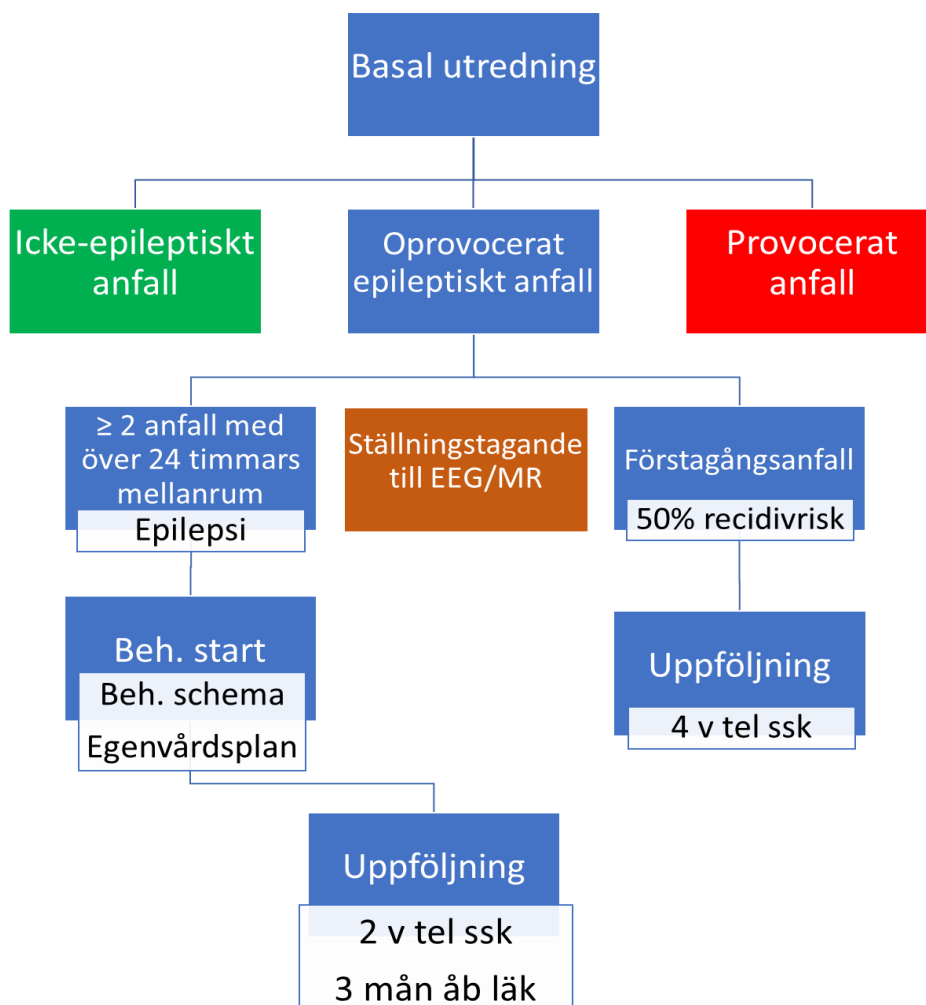 Basal utredning
Icke-epileptiskt
anfall
Oprovocerat
epileptiskt anfall
Provocerat
anfall
≥ 2 anfall med
över 24 timmars
mellanrum
Epilepsi
Ställningstagande
till EEG/MR
Förstagångsanfall
50% recidivrisk
Beh. start
Beh. schema
Egenvårdsplan
Uppföljning
4 v tel ssk
Uppföljning
2 v tel ssk
3 mån åb läk